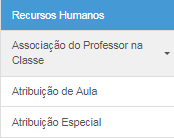 Recursos Humanos
Associação do Professor na
Classe
Atribuição de Aula
Atribuição Especial